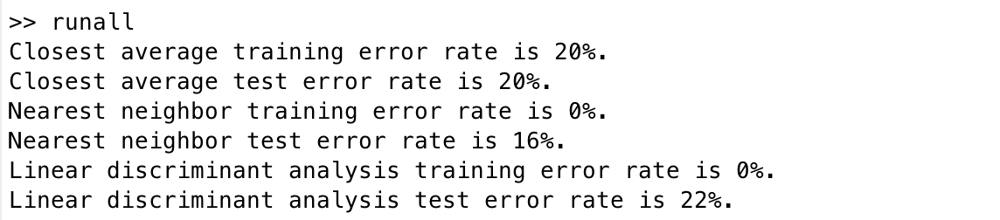 >> runall
Closest average training error rate is 20%.
Closest average test error rate is 20%.
Nearest neighbor training error rate is 0%.
Nearest neighbor test error rate is 16%.
Linear discriminant analysis training error rate is 0%.
Linear discriminant analysis test error rate is 22%.